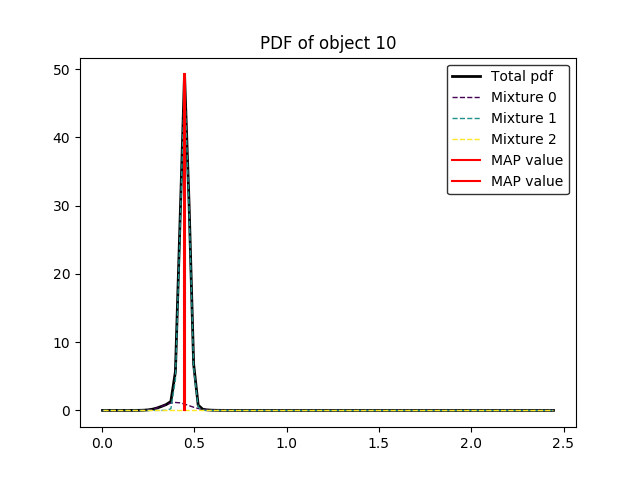 PDF of object 10
Total pdf
Mixture 0
Mixture 1
Mixture 2
MAP value
MAP value
50
40
30
20
10
0
0.0 0.5 1.0 1.5 2.0 2.5